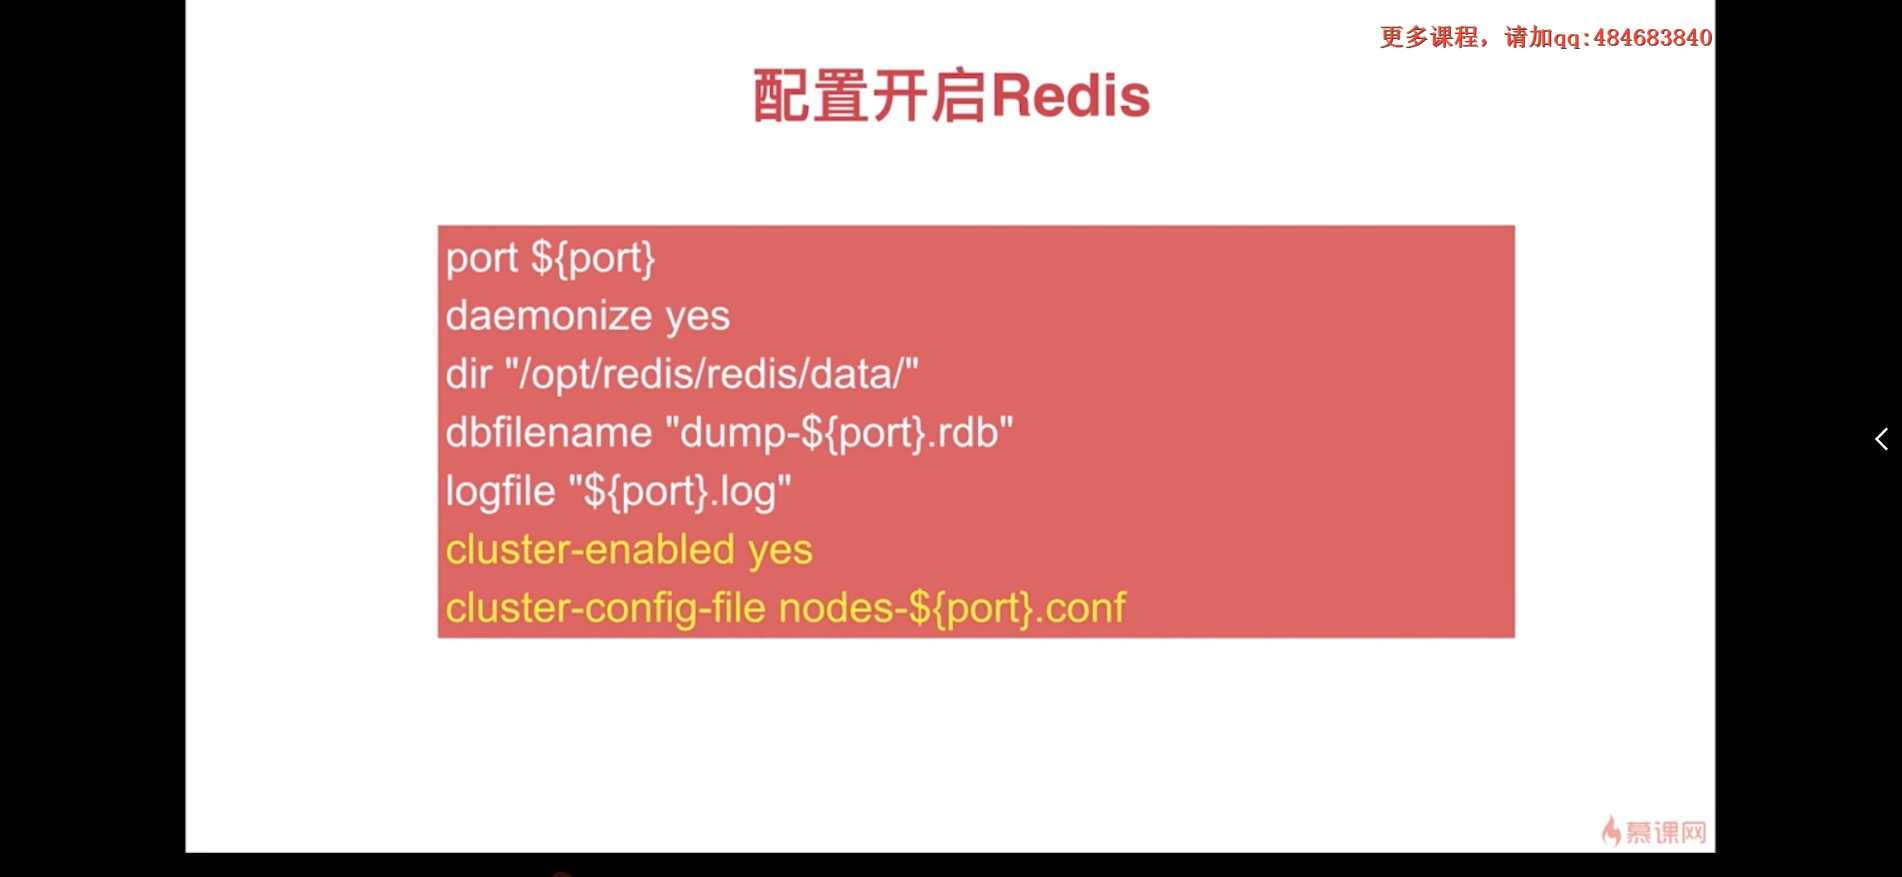 更多课程，请加qq:484683840
配置开启Redis
port ${port}
daemonize yes
dir "/opt/redis/redis/data/"
dbfilename "dump-${port}.rdb"
logfile "${port}.log"
cluster-enabled yes
cluster-config-file nodes-${port}.conf
慕课网